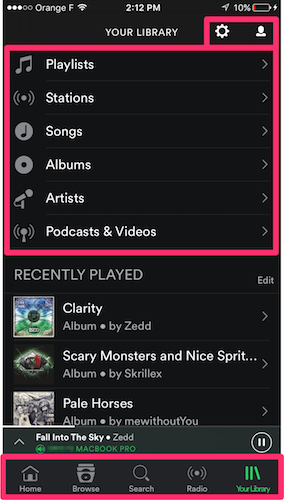 Orange F 2:12 PM 10%
YOUR LIBRARY
Playlists
Stations
Songs
Albums
Artists
Podcasts & Videos
RECENTLY PLAYED Edit
Clarity
Album • by Zedd
Scary Monsters and Nice Sprit...
Album • by Skrillex
Pale Horses
Album • by mewithoutYou
Fall Into The Sky • Zedd
MACBOOK PRO
Home Browse Search Radio Your Library